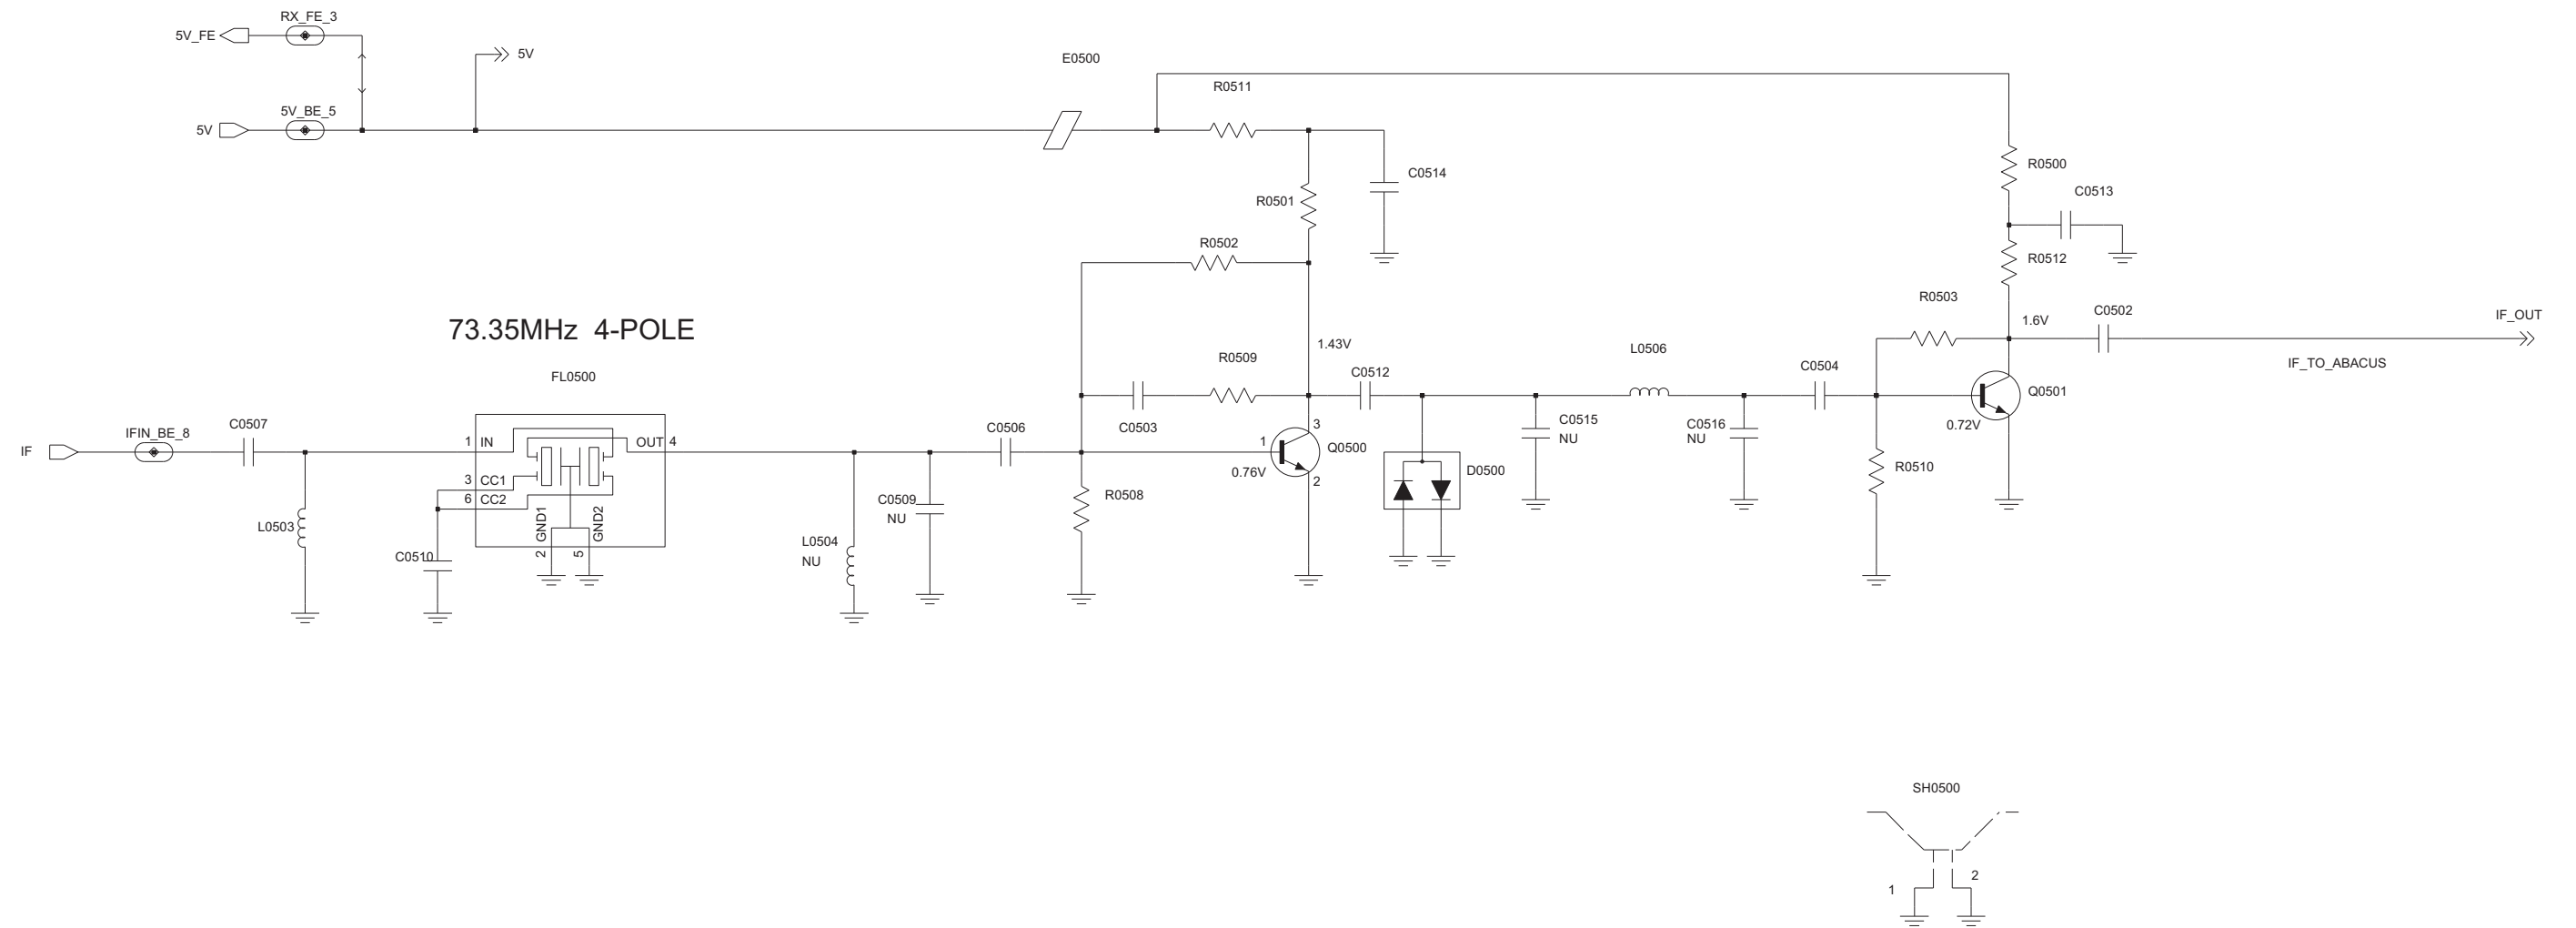 RX_FE_3
5V_FE
5V
E0500
R0511
5V_BE_5
5V
R0500
C0514
C0513
R0501
R0502
R0512
R0503
73.35MHz 4-POLE
1.6V
C0502
IF_OUT
1.43V
L0506
R0509
C0512
C0504
IF_TO_ABACUS
FL0500
Q0501
C0507
C0503
C0506
C0515
NU
C0516
NU
0.72V
IFIN_BE_8
1 IN
OUT 4
1
3
Q0500
IF
3 CC1
6 CC2
0.76V
2
D0500
R0510
R0508
C0509
NU
L0503
GND1
GND2
L0504
NU
C0510
2
5
SH0500
1
2